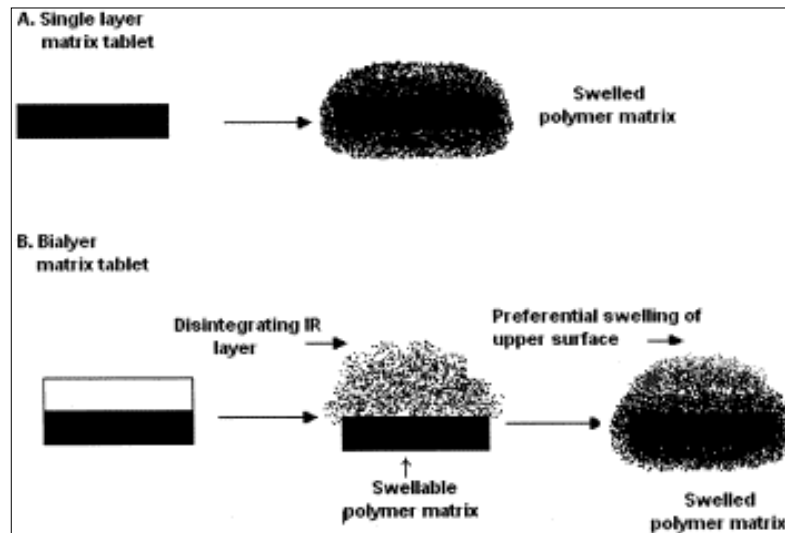 A. Single layer
matrix tablet
Swelled
polymer matrix
B. Bialyer
matrix tablet
Disintegrating IR
layer
Preferential swelling of
upper surface
Swellable
polymer matrix
Swelled
polymer matrix